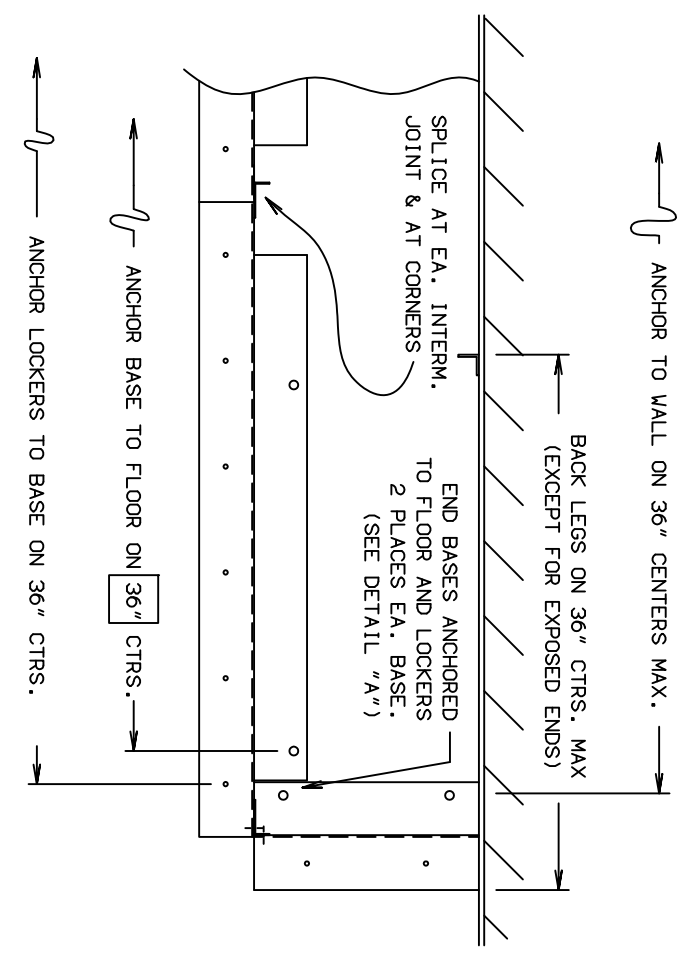 ANCHOR TO WALL ON 36" CENTERS MAX.
BACK LEGS ON 36" CTRS. MAX
(EXCEPT FOR EXPOSED ENDS)
SPLICE AT EA. INTERM.
JOINT & AT CORNERS
END BASES ANCHORED
TO FLOOR AND LOCKERS
2 PLACES EA. BASE.
(SEE DETAIL "A")
ANCHOR BASE TO FLOOR ON 36" CTRS.
ANCHOR LOCKERS TO BASE ON 36" CTRS.